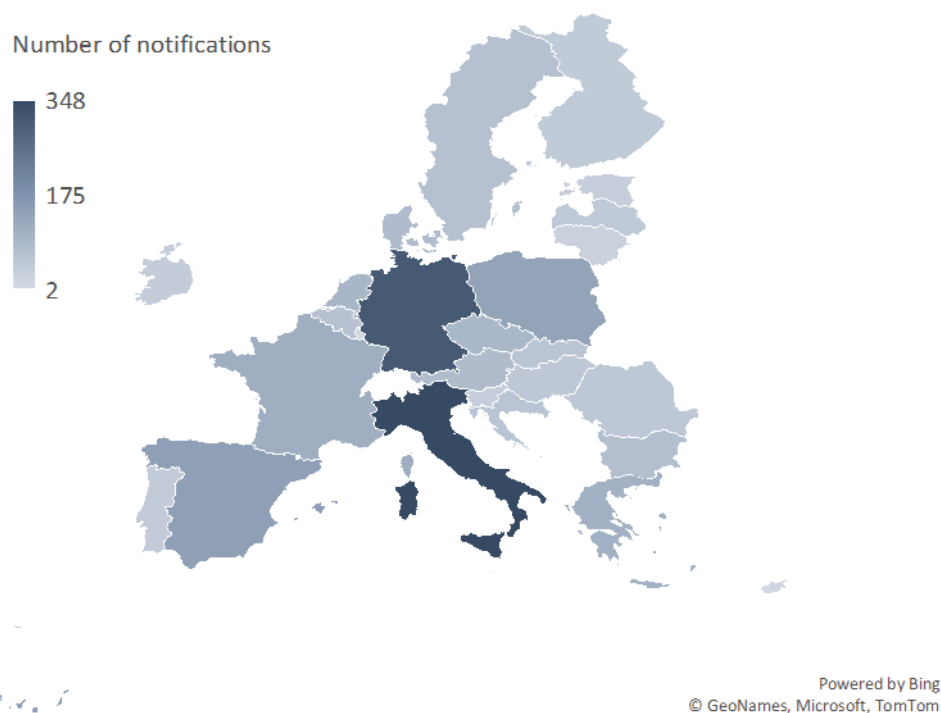 Number of notifications
348
175
2
Powered by Bing
© GeoNames, Microsoft, TomTom